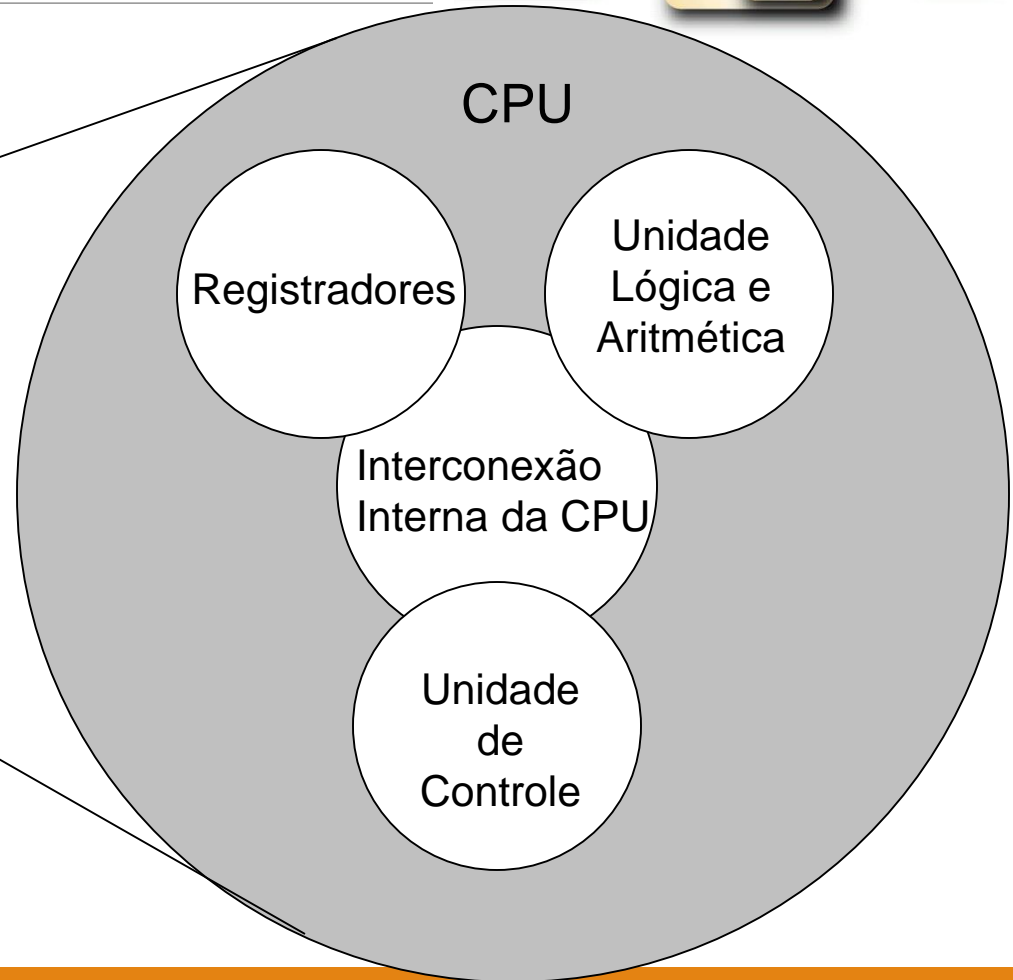 CPU
Registradores
Unidade
Lógica e
Aritmética
Interconexão
Interna da CPU
Unidade
de
Controle